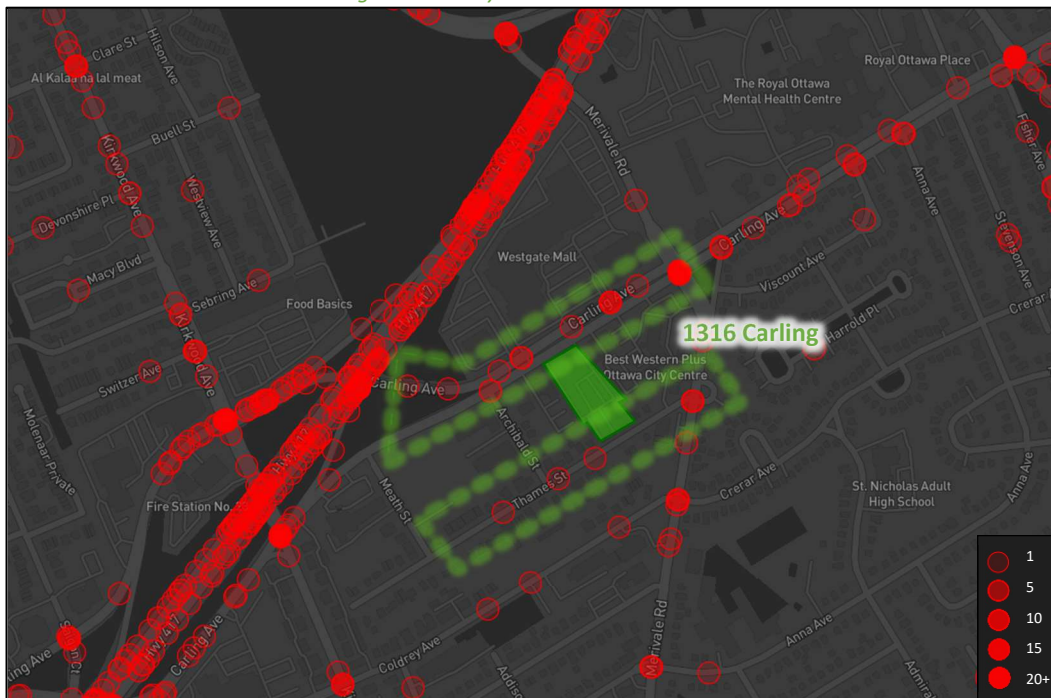 Clare St
Hilson Ave
Al Kalaa na lal meat
Buell St
Kirkwood Ave
Westview Ave
Devonshire Pl
Macy Blvd
Sebring Ave
Food Basics
Switzer Ave
Kirkwood Ave
Molenaar Private
Hwy 417
Carling Ave
Fire Station No.
Meath St
Archibald St
Thames St
Hwy 417
Carling Ave
Coldrey Ave
Royal Ottawa Place
The Royal Ottawa
Mental Health Centre
Merivale Rd
Fisher Ave
Anna Ave
Stevenson Ave
Carling Ave
Westgate Mall
Viscount Ave
Carling Ave
Harrold Pl
Crerar
1316 Carling
Best Western Plus
Ottawa City Centre
Crerar Ave
St. Nicholas Adult
High School
Anna Ave
Merivale Rd
Anna Ave
1
5
10
15
20+